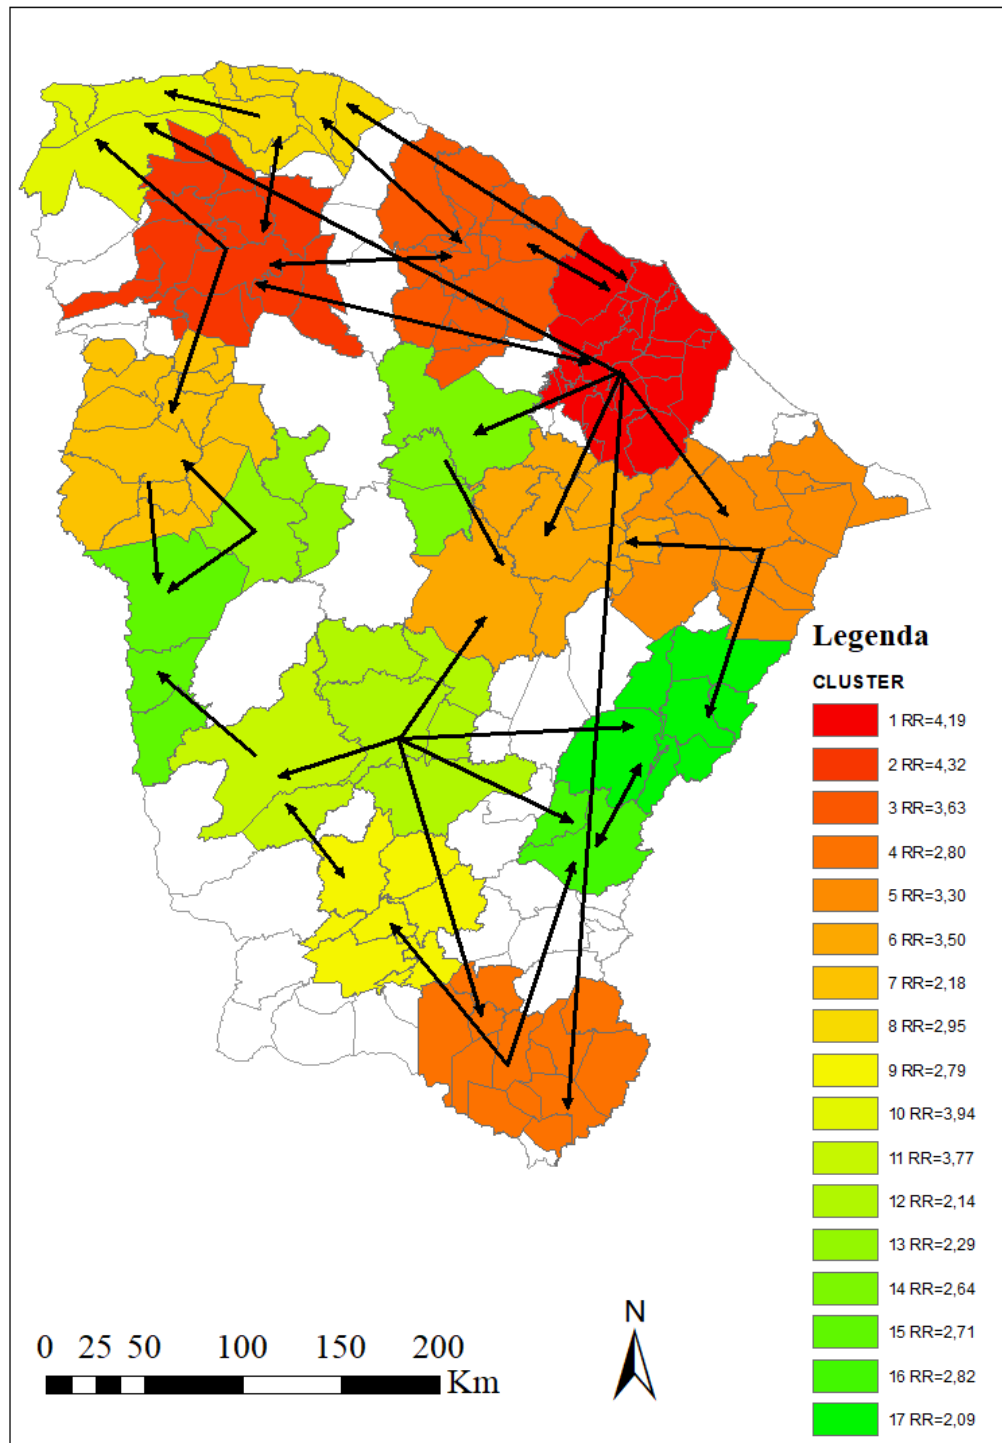 Legenda
CLUSTER
1 RR=4,19
2 RR=4,32
3 RR=3,63
4 RR=2,80
5 RR=3,30
6 RR=3,50
7 RR=2,18
8 RR=2,95
9 RR=2,79
10 RR=3,94
11 RR=3,77
12 RR=2,14
13 RR=2,29
14 RR=2,64
15 RR=2,71
16 RR=2,82
17 RR=2,09
N
0 25 50 100 150 200
Km